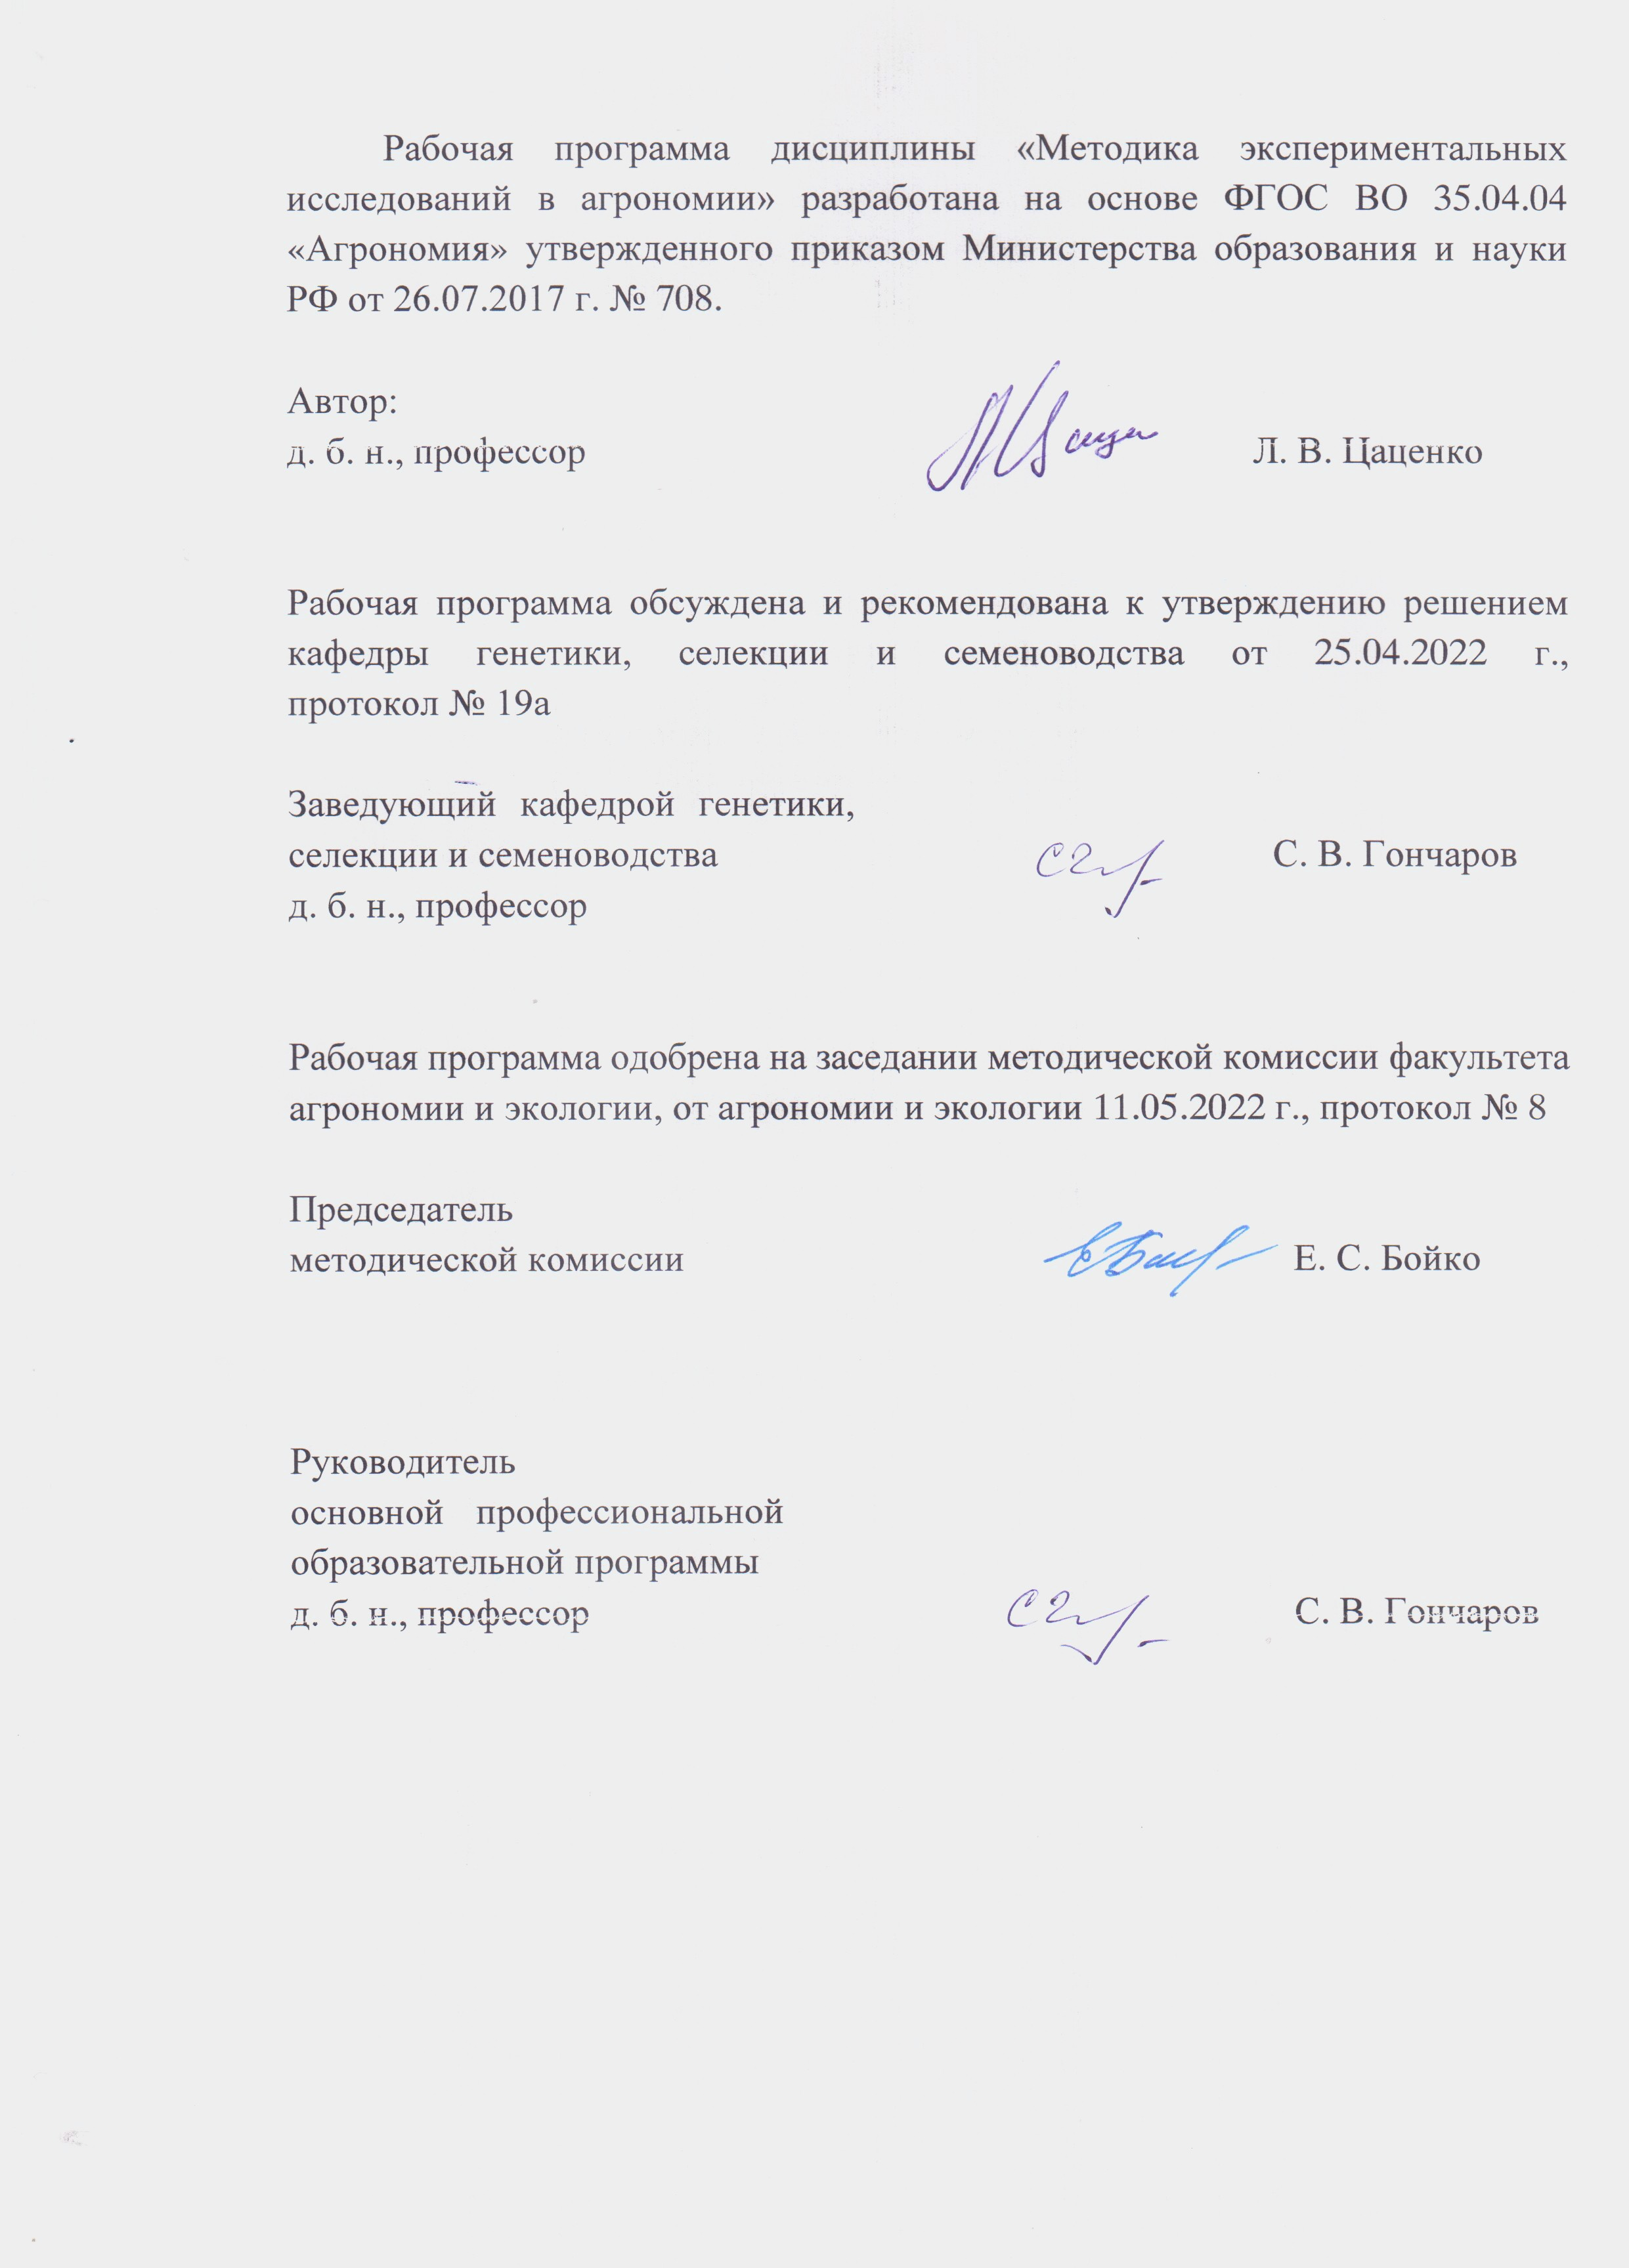 Рабочая программа дисциплины «Методика экспериментальных
исследований в агрономии» разработана на основе ФГОС ВО 35.04.04
«Агрономия» утвержденного приказом Министерства образования и науки
РФ от 26.07.2017 г. № 708.
Автор:
д. б. н., профессор Л. В. Цаценко
Рабочая программа обсуждена и рекомендована к утверждению решением
кафедры генетики, селекции и семеноводства от 25.04.2022 г.,
протокол № 19а
Заведующий кафедрой генетики,
селекции и семеноводства С. В. Гончаров
д. б. н., профессор
Рабочая программа одобрена на заседании методической комиссии факультета
агрономии и экологии, от агрономии и экологии 11.05.2022 г., протокол № 8
Председатель
методической комиссии Е. С. Бойко
Руководитель
основной профессиональной
образовательной программы
д. б. н., профессор С. В. Гончаров